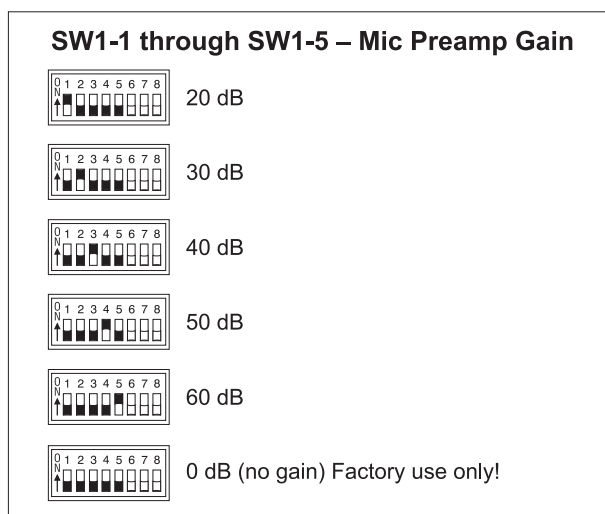 SW1-1 through SW1-5 – Mic Preamp Gain
ON 1 2 3 4 5 6 7 8
20 dB
ON 1 2 3 4 5 6 7 8
30 dB
ON 1 2 3 4 5 6 7 8
40 dB
ON 1 2 3 4 5 6 7 8
50 dB
ON 1 2 3 4 5 6 7 8
60 dB
ON 1 2 3 4 5 6 7 8
0 dB (no gain) Factory use only!